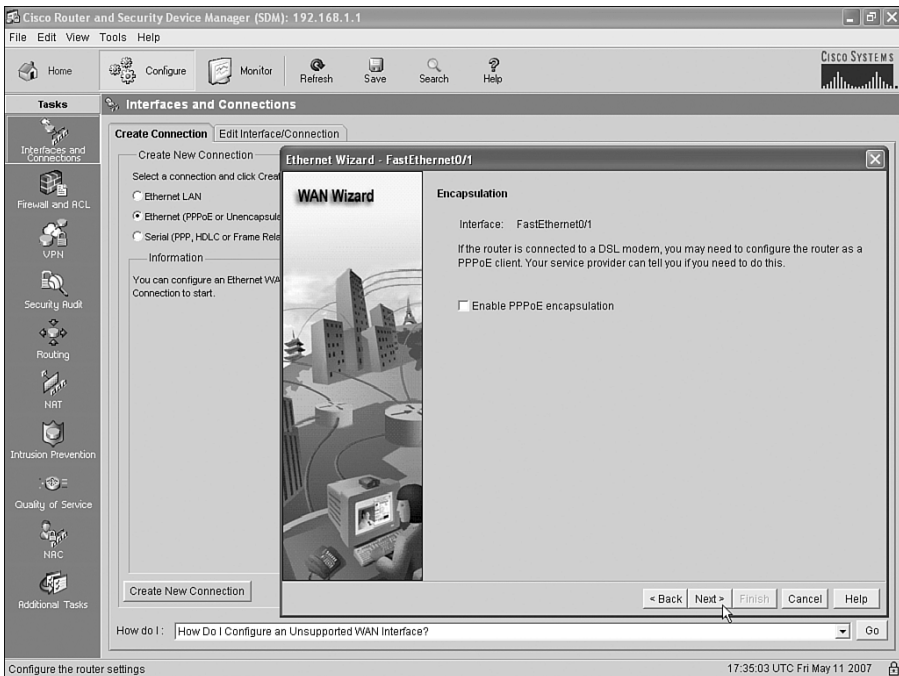 Cisco Router and Security Device Manager (SDM): 192.168.1.1
File Edit View Tools Help
Home
Configure
Monitor
Refresh
Save
Search
Help
CISCO SYSTEMS
Tasks
Interfaces and Connections
Interfaces and
Connections
Firewall and ACL
VPN
Security Audit
Routing
NAT
Intrusion Prevention
Quality of Service
NAC
Additional Tasks
Create Connection
Edit Interface/Connection
Create New Connection
Select a connection and click Creat
Ethernet LAN
Ethernet (PPPoE or Unencapsule
Serial (PPP, HDLC or Frame Rela
Information
You can configure an Ethernet WA
Connection to start.
Create New Connection
Ethernet Wizard - FastEthernet0/1
WAN Wizard
Encapsulation
Interface: FastEthernet0/1
If the router is connected to a DSL modem, you may need to configure the router as a
PPPoE client. Your service provider can tell you if you need to do this.
Enable PPPoE encapsulation
< Back
Next >
Finish
Cancel
Help
How do I : How Do I Configure an Unsupported WAN Interface?
Go
Configure the router settings
17:35:03 UTC Fri May 11 2007